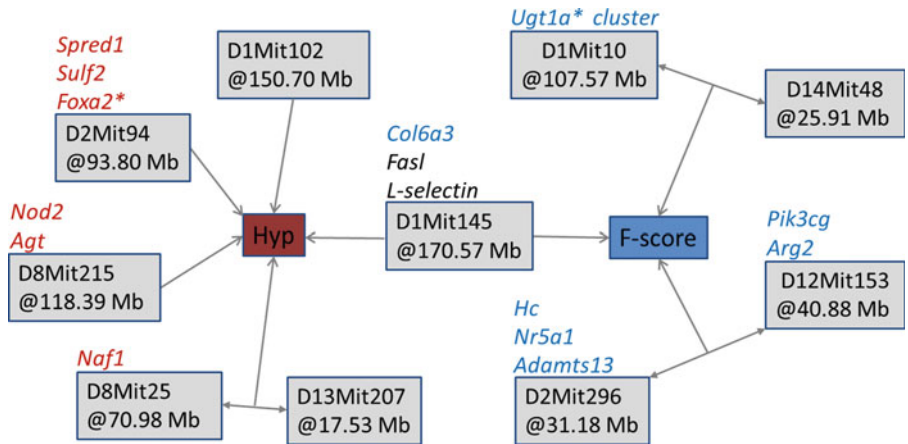 Spred1
Sulf2
Foxa2*
D2Mit94
@93.80 Mb
D1Mit102
@150.70 Mb
Ugt1a* cluster
D1Mit10
@107.57 Mb
D14Mit48
@25.91 Mb
Col6a3
Fasl
L-selectin
D1Mit145
@170.57 Mb
Hyp
F-score
Nod2
Agt
D8Mit215
@118.39 Mb
Pik3cg
Arg2
D12Mit153
@40.88 Mb
Naf1
D8Mit25
@70.98 Mb
D13Mit207
@17.53 Mb
Hc
Nr5a1
Adamts13
D2Mit296
@31.18 Mb